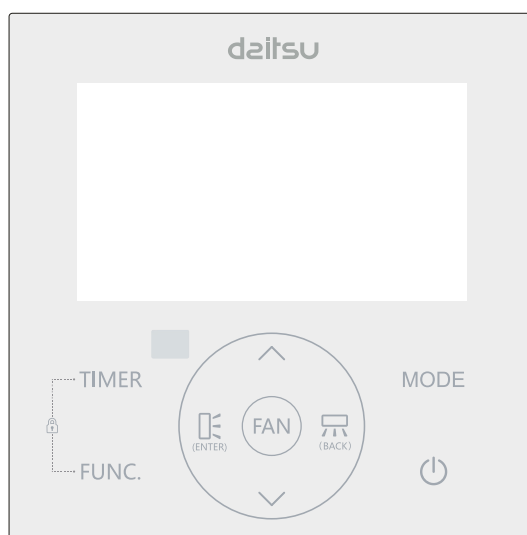 daitsu
TIMER
MODE
FAN
(ENTER)
(BACK)
FUNC.